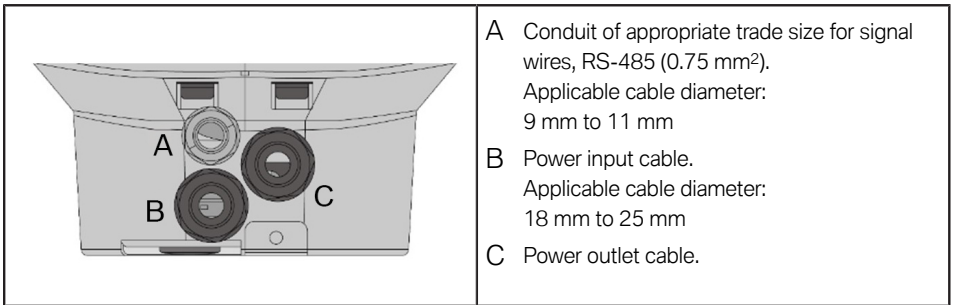 A
B
C
A Conduit of appropriate trade size for signal
wires, RS-485 (0.75 mm²).
Applicable cable diameter:
9 mm to 11 mm
B Power input cable.
Applicable cable diameter:
18 mm to 25 mm
C Power outlet cable.